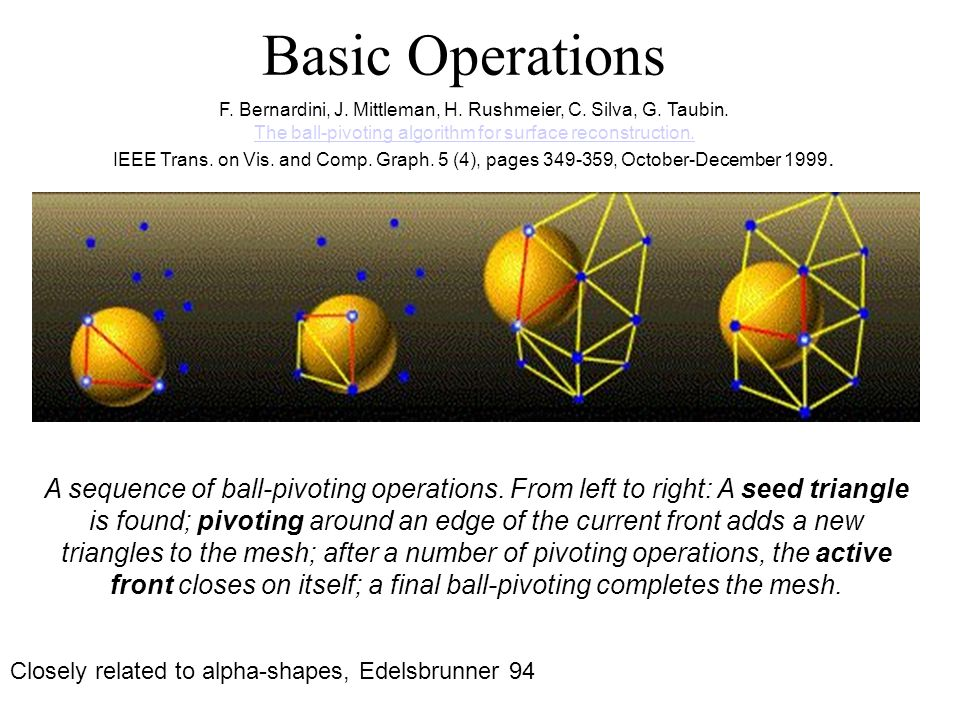 Basic Operations
F. Bernardini, J. Mittleman, H. Rushmeier, C. Silva, G. Taubin.
The ball-pivoting algorithm for surface reconstruction.
IEEE Trans. on Vis. and Comp. Graph. 5 (4), pages 349-359, October-December 1999.
A sequence of ball-pivoting operations. From left to right: A seed triangle
is found; pivoting around an edge of the current front adds a new
triangles to the mesh; after a number of pivoting operations, the active
front closes on itself; a final ball-pivoting completes the mesh.
Closely related to alpha-shapes, Edelsbrunner 94